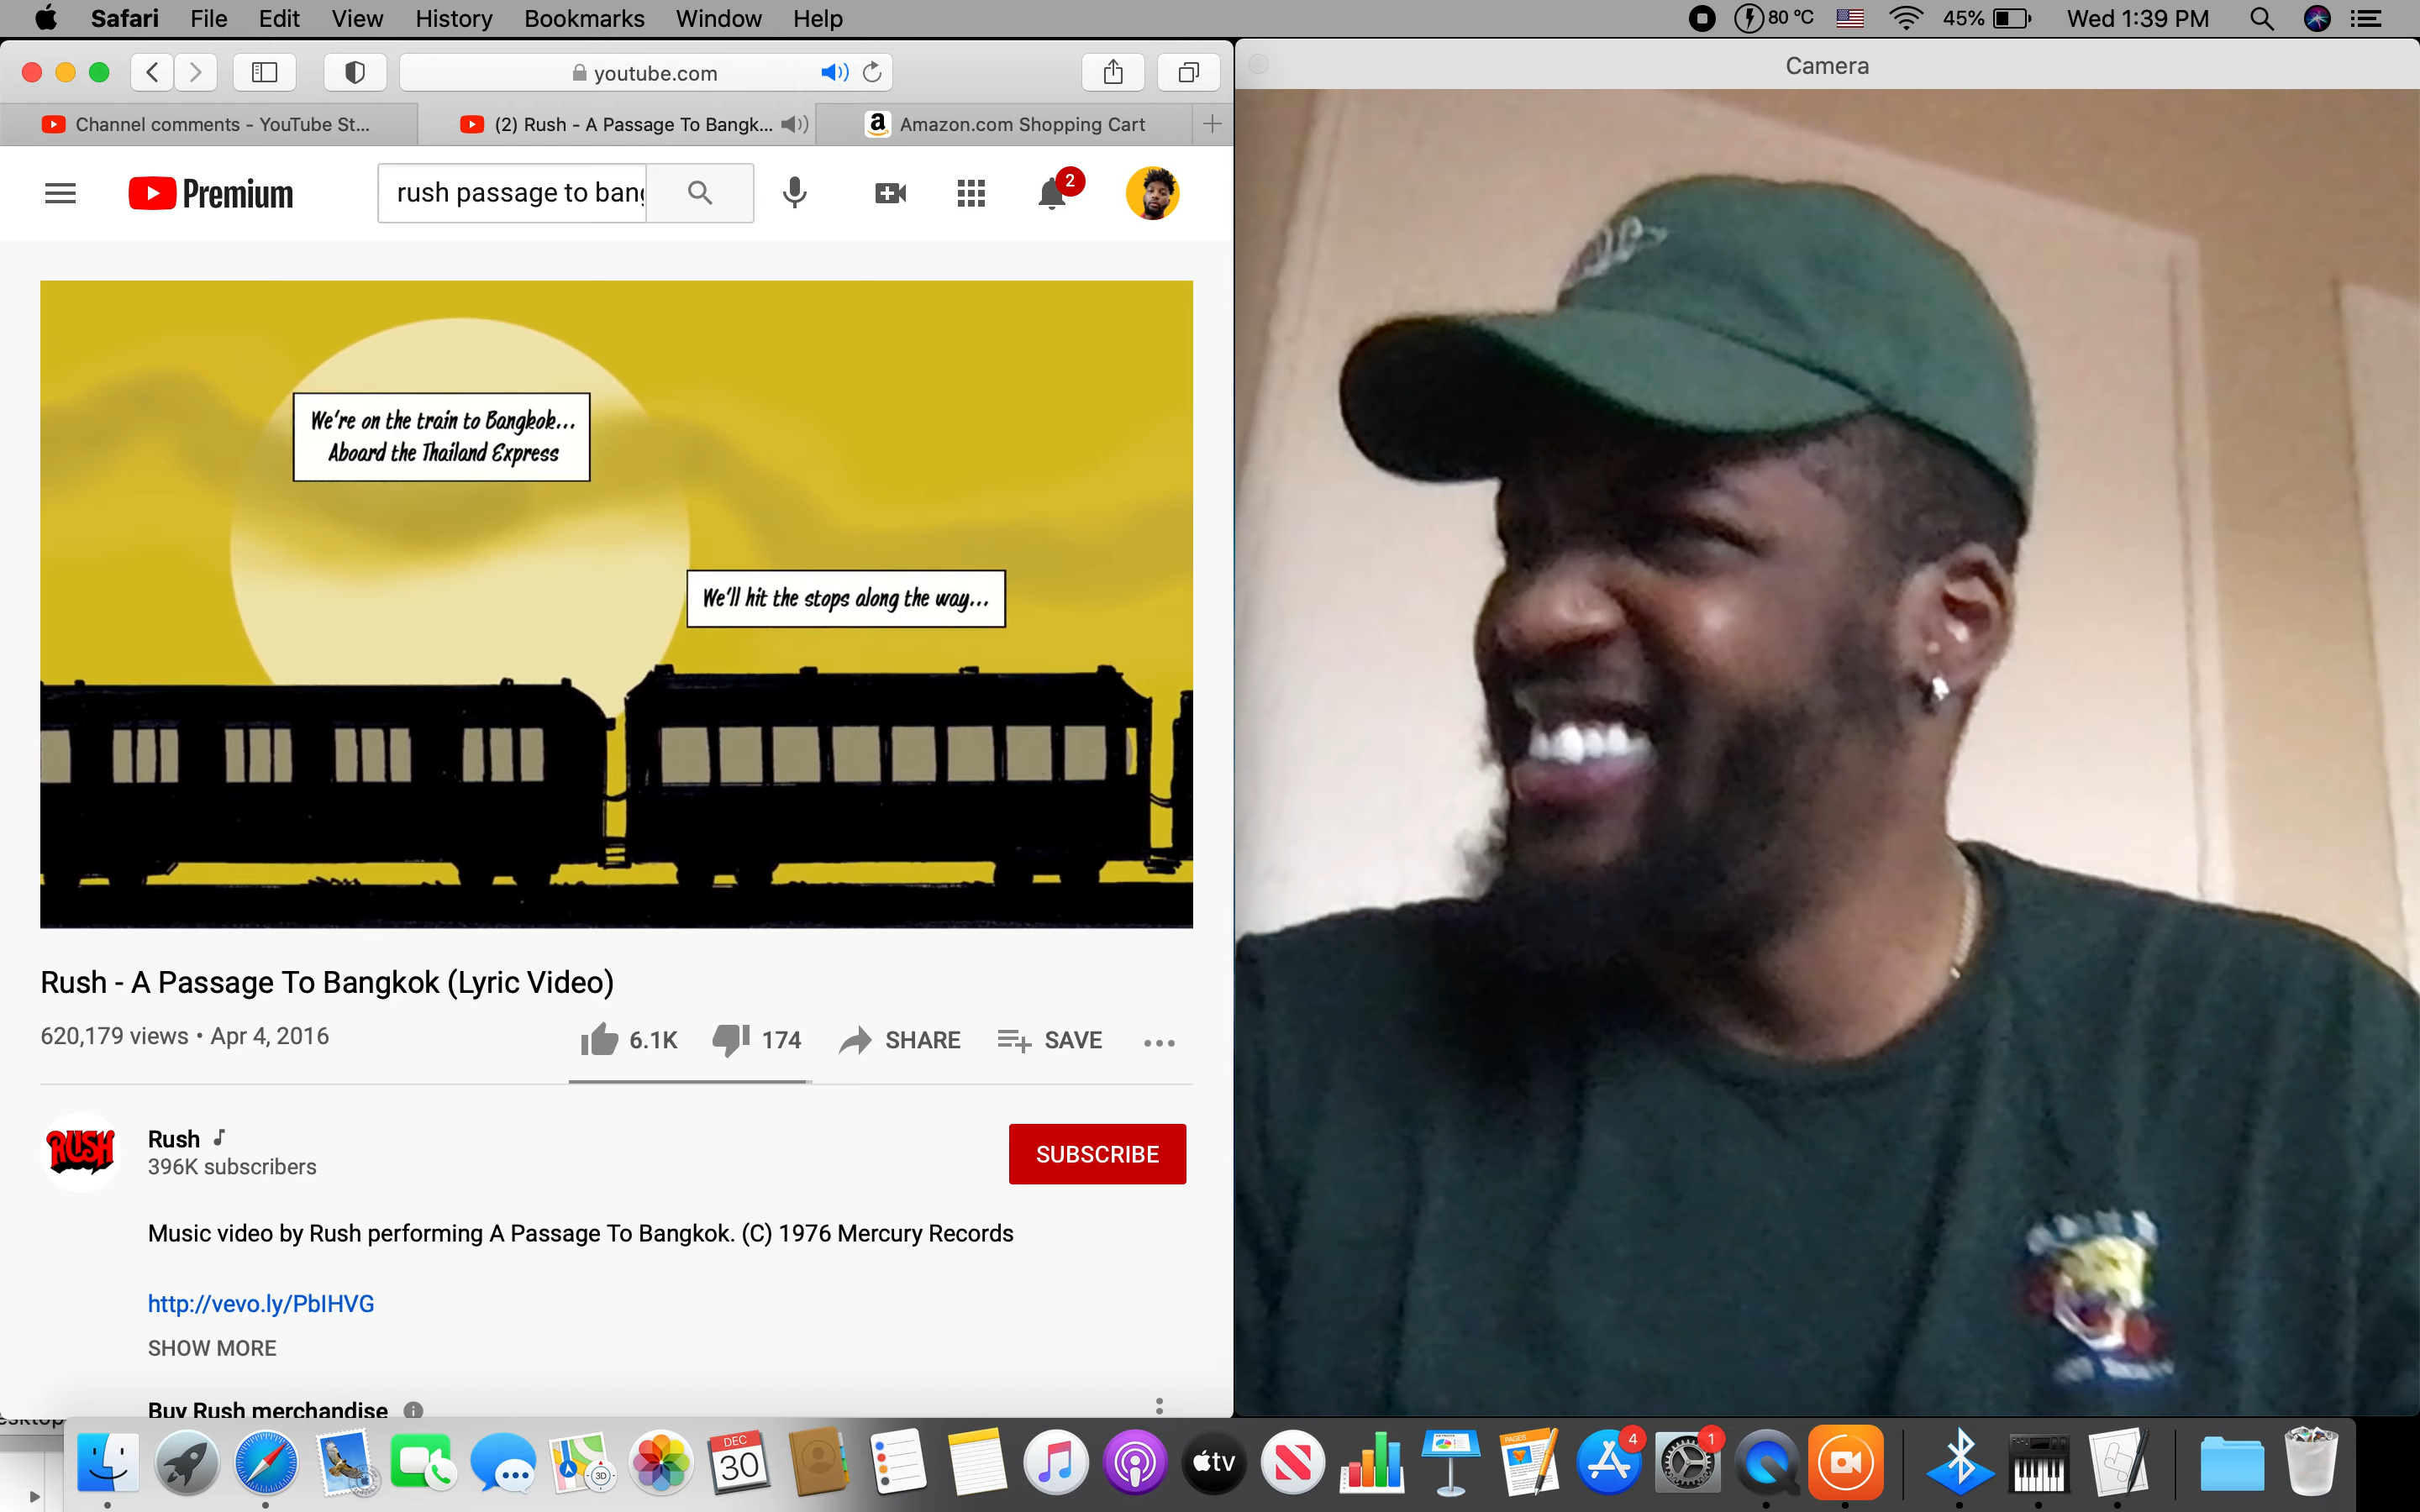 Safari File Edit View History Bookmarks Window Help 80 °C 45% Wed 1:39 PM
youtube.com
Camera
Channel comments - YouTube St...
(2) Rush - A Passage To Bangk...
Amazon.com Shopping Cart
Premium
rush passage to bang
2
We're on the train to Bangkok...
Aboard the Thailand Express
We'll hit the stops along the way...
Rush - A Passage To Bangkok (Lyric Video)
620,179 views • Apr 4, 2016
6.1K 174 SHARE SAVE
RUSH
Rush
396K subscribers
SUBSCRIBE
Music video by Rush performing A Passage To Bangkok. (C) 1976 Mercury Records
http://vevo.ly/PbIHVG
SHOW MORE
Buy Rush merchandise
DEC
30
3D
tv
PAGES
4
1